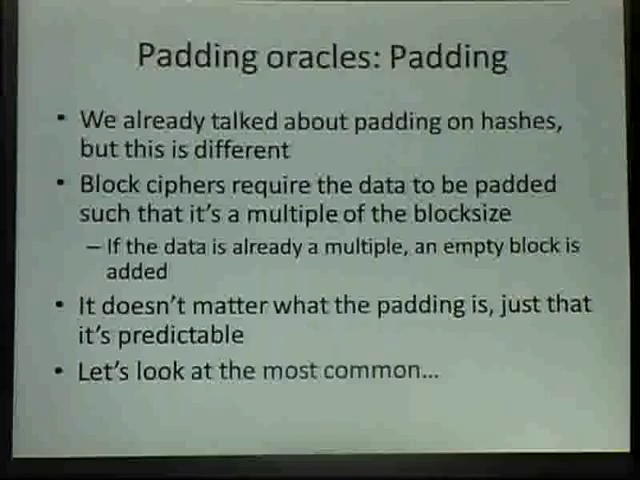 Padding oracles: Padding
• We already talked about padding on hashes,
but this is different
• Block ciphers require the data to be padded
such that it's a multiple of the blocksize
– If the data is already a multiple, an empty block is
added
• It doesn't matter what the padding is, just that
it's predictable
• Let's look at the most common…